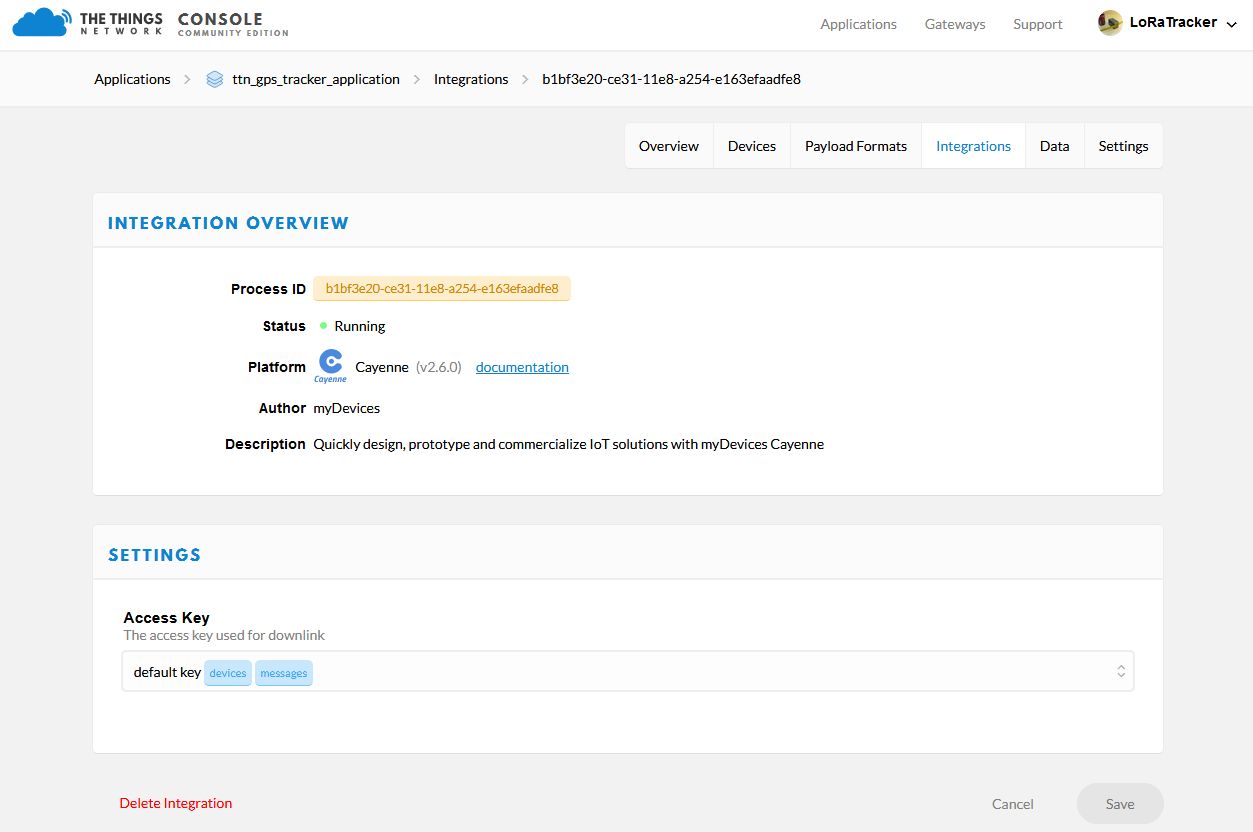 THE THINGS NETWORK CONSOLE COMMUNITY EDITION
Applications Gateways Support LoRaTracker
Applications ttn_gps_tracker_application Integrations b1bf3e20-ce31-11e8-a254-e163efaadfe8
Overview Devices Payload Formats Integrations Data Settings
INTEGRATION OVERVIEW
Process ID b1bf3e20-ce31-11e8-a254-e163efaadfe8
Status Running
Platform Cayenne Cayenne (v2.6.0) documentation
Author myDevices
Description Quickly design, prototype and commercialize IoT solutions with myDevices Cayenne
SETTINGS
Access Key
The access key used for downlink
default key devices messages
Delete Integration Cancel Save